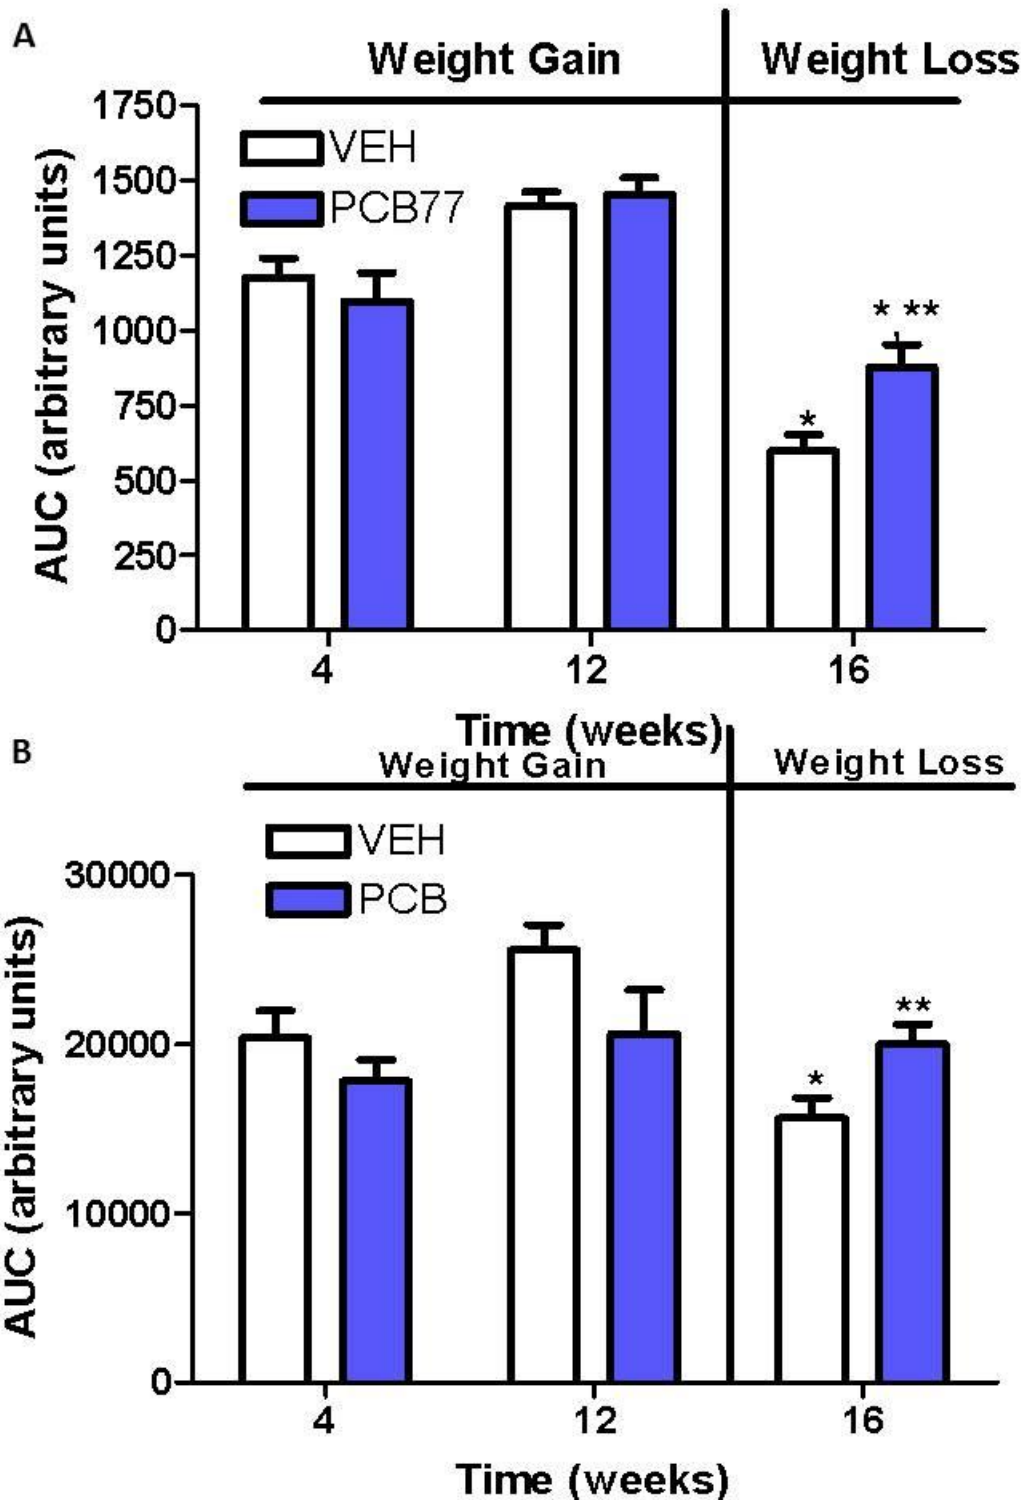 A
Weight Gain
Weight Loss
1750
1500
1250
1000
750
500
250
0
AUC (arbitrary units)
VEH
PCB77
*
* **
4
12
16
Time (weeks)
B
Weight Gain
Weight Loss
30000
20000
10000
0
AUC (arbitrary units)
VEH
PCB
*
**
4
12
16
Time (weeks)